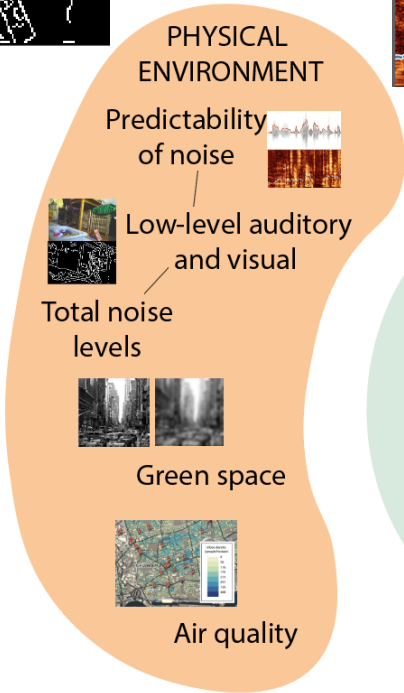 PHYSICAL
ENVIRONMENT
Predictability
of noise
Low-level auditory
and visual
Total noise
levels
Green space
Air quality